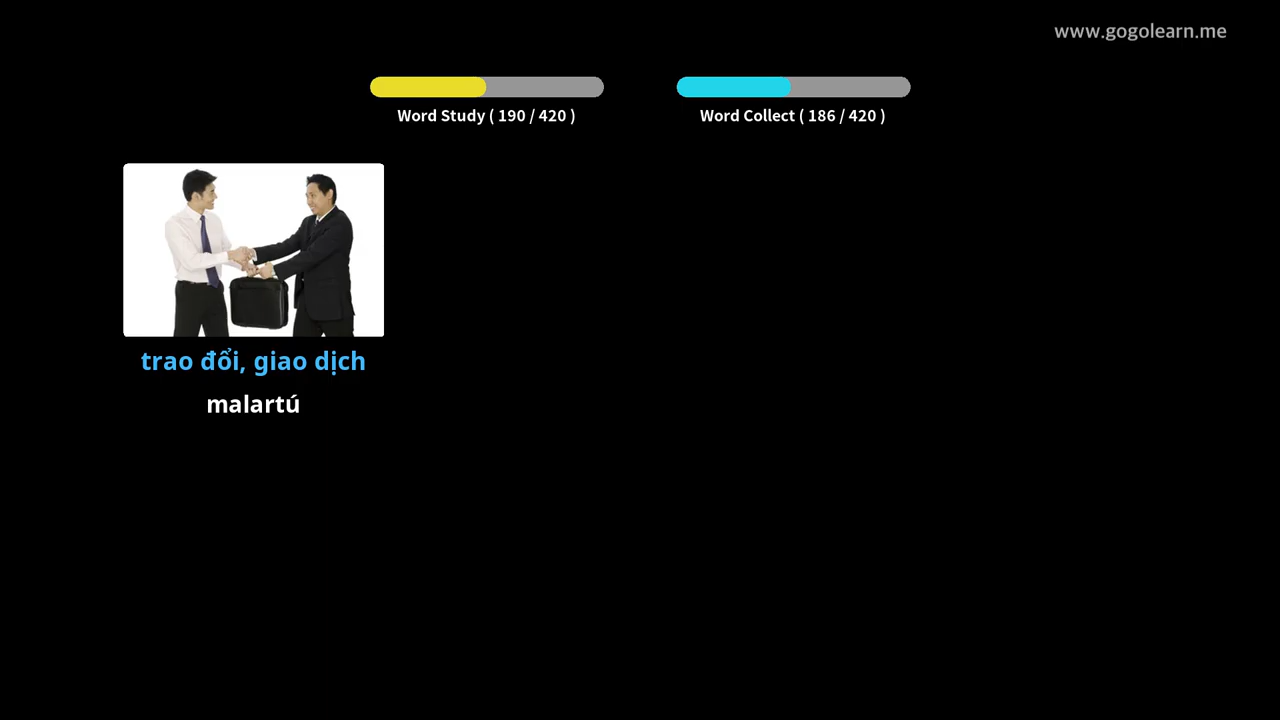 www.gogolearn.me
Word Study ( 190 / 420 )
Word Collect ( 186 / 420 )
trao đổi, giao dịch
malartú